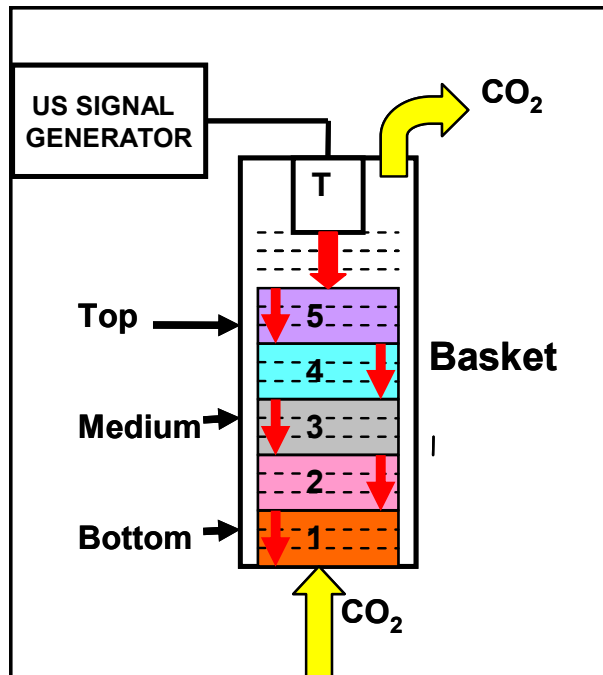 US SIGNAL
GENERATOR
CO₂
T
Top
5
4
Basket
Medium
3
2
Bottom
1
CO₂